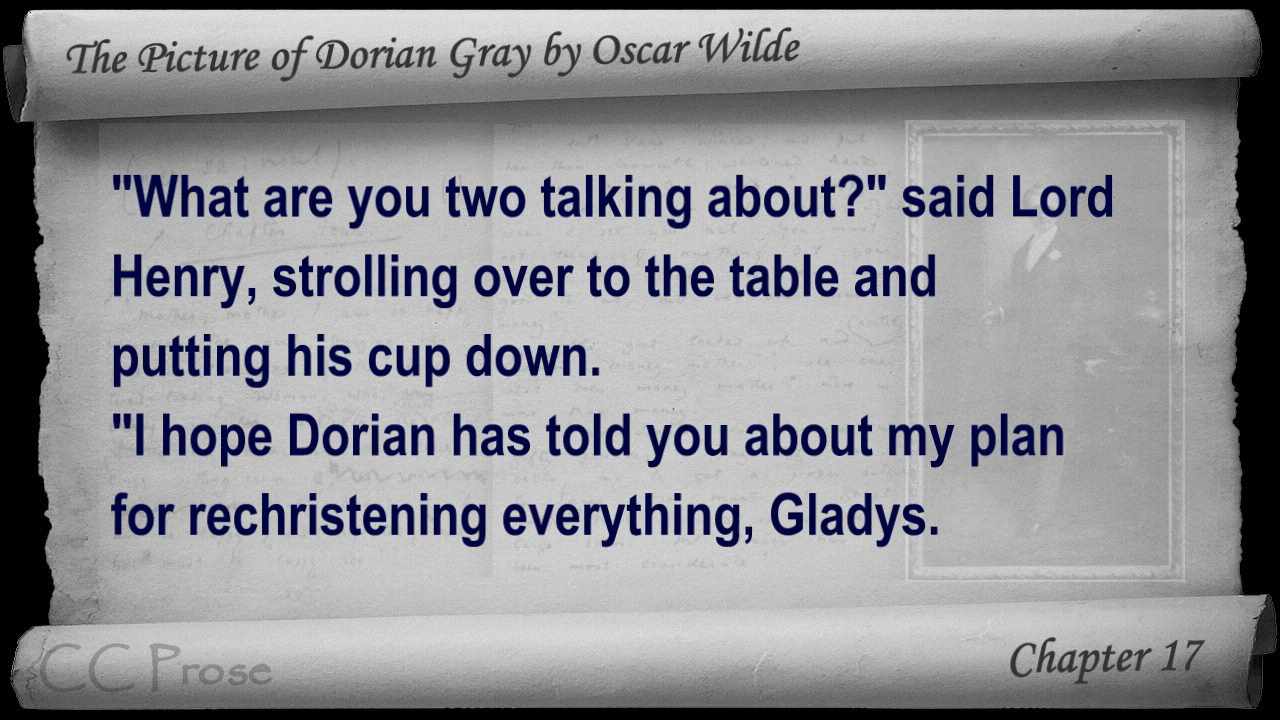 The Picture of Dorian Gray by Oscar Wilde
"What are you two talking about?" said Lord
Henry, strolling over to the table and
putting his cup down.
"I hope Dorian has told you about my plan
for rechristening everything, Gladys.
CC Prose
Chapter 17